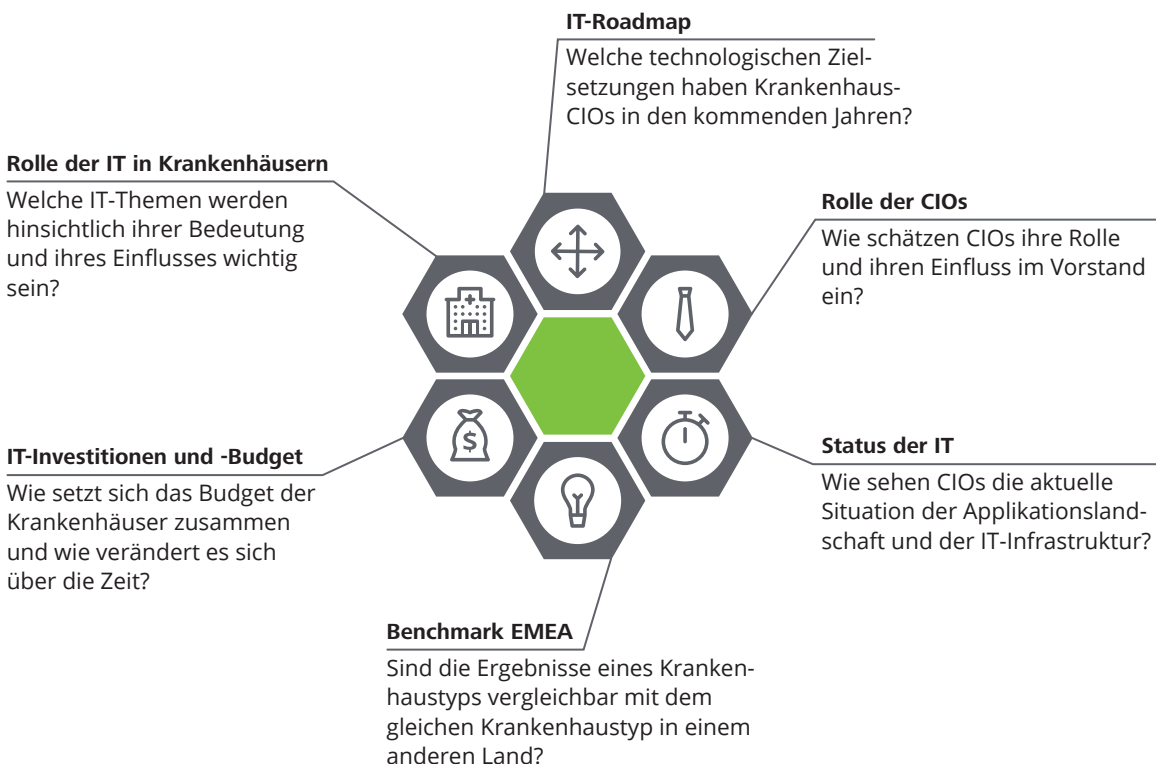 IT-Roadmap
Welche technologischen Ziel-
setzungen haben Krankenhaus-
CIOs in den kommenden Jahren?
Rolle der IT in Krankenhäusern
Welche IT-Themen werden
hinsichtlich ihrer Bedeutung
und ihres Einflusses wichtig
sein?
Rolle der CIOs
Wie schätzen CIOs ihre Rolle
und ihren Einfluss im Vorstand
ein?
IT-Investitionen und -Budget
Wie setzt sich das Budget der
Krankenhäuser zusammen
und wie verändert es sich
über die Zeit?
$
Status der IT
Wie sehen CIOs die aktuelle
Situation der Applikationsland-
schaft und der IT-Infrastruktur?
Benchmark EMEA
Sind die Ergebnisse eines Kranken-
haustyps vergleichbar mit dem
gleichen Krankenhaustyp in einem
anderen Land?